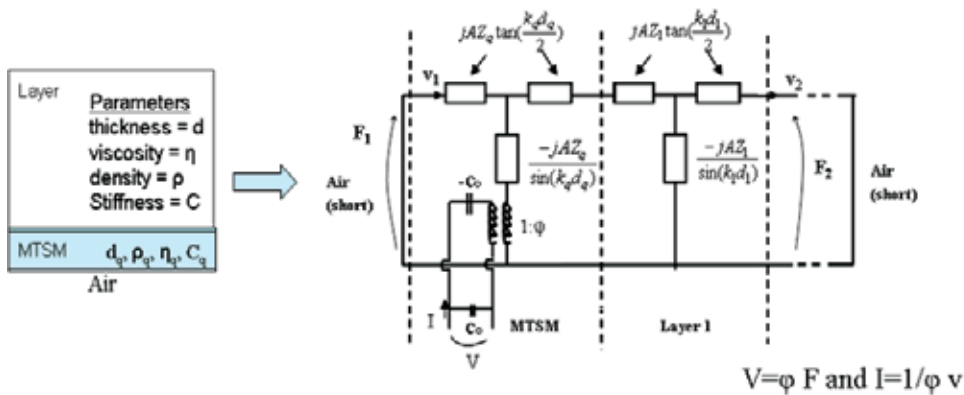 Layer
Parameters
thickness = d
viscosity = η
density = ρ
Stiffness = C
MTSM d_q, ρ_q, η_q, C_q
Air
jAZ_q tan(k_q d_q / 2)
jAZ_1 tan(k_1 d_1 / 2)
v_1
v_2
F_1
-jAZ_q / sin(k_q d_q)
-jAZ_1 / sin(k_1 d_1)
F_2
Air
(short)
Air
(short)
-C_o
1:φ
I
C_o
MTSM
Layer 1
V
V=φ F and I=1/φ v